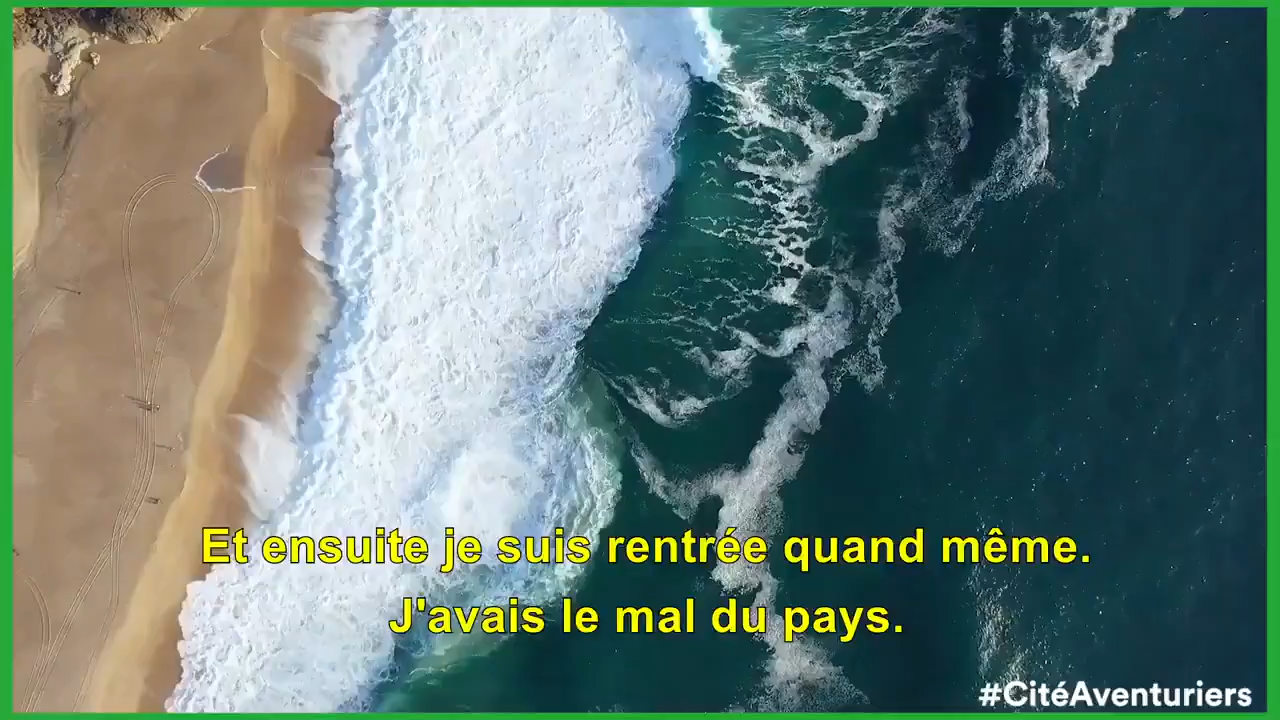 Et ensuite je suis rentrée quand même.
J'avais le mal du pays.
#CitéAventuriers